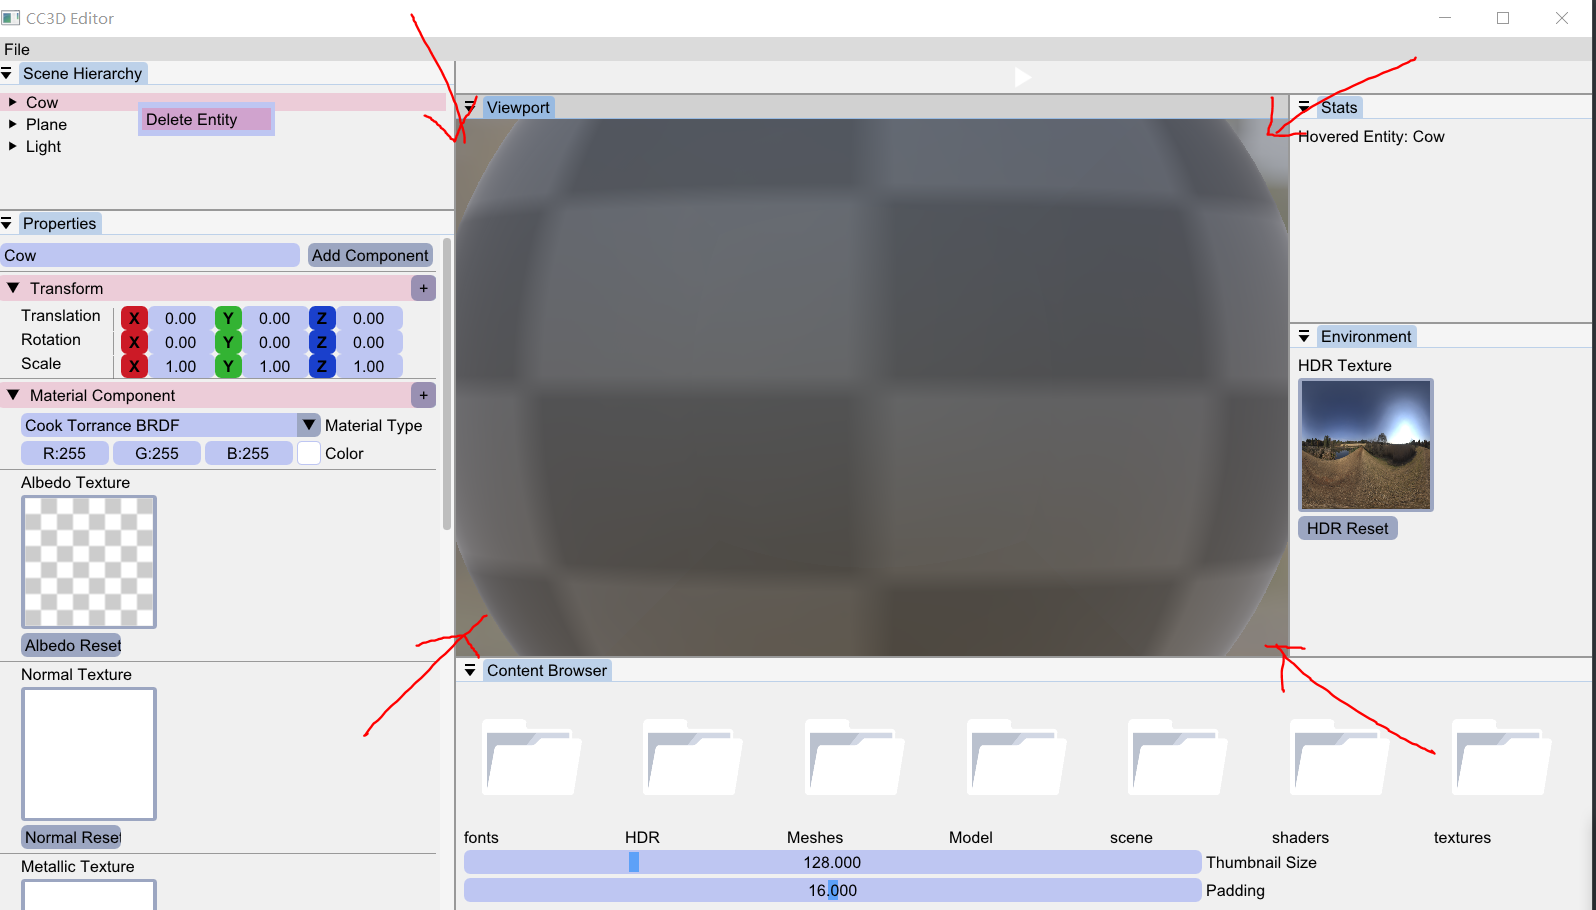 CC3D Editor
File
Scene Hierarchy
Cow
Delete Entity
Plane
Light
Properties
Cow
Add Component
Transform
+
Translation X 0.00 Y 0.00 Z 0.00
Rotation X 0.00 Y 0.00 Z 0.00
Scale X 1.00 Y 1.00 Z 1.00
Material Component
+
Cook Torrance BRDF
Material Type
R:255 G:255 B:255 Color
Albedo Texture
Albedo Reset
Normal Texture
Normal Reset
Metallic Texture
Viewport
Stats
Hovered Entity: Cow
Environment
HDR Texture
HDR Reset
Content Browser
fonts HDR Meshes Model scene shaders textures
128.000 Thumbnail Size
16.000 Padding